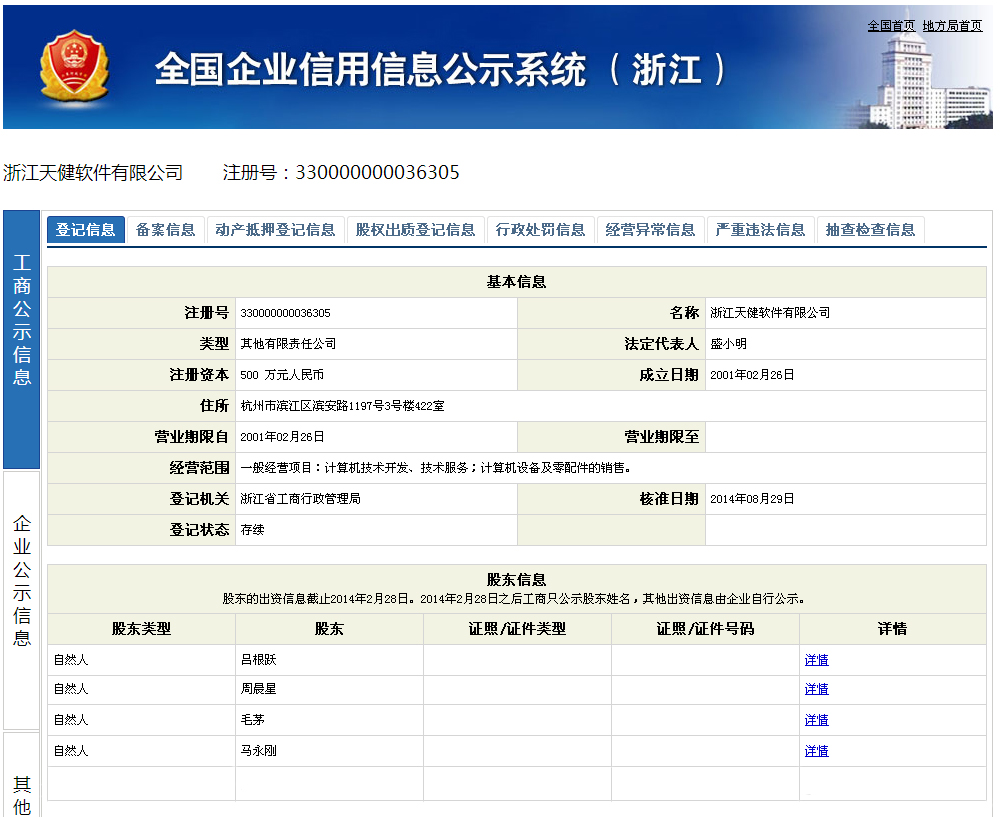 全国首页 地方局首页
全国企业信用信息公示系统（浙江）
浙江天健软件有限公司 注册号：330000000036305
工商公示信息
企业公示信息
其他
登记信息 备案信息 动产抵押登记信息 股权出质登记信息 行政处罚信息 经营异常信息 严重违法信息 抽查检查信息
基本信息
注册号 330000000036305 名称 浙江天健软件有限公司
类型 其他有限责任公司 法定代表人 盛小明
注册资本 500 万元人民币 成立日期 2001年02月26日
住所 杭州市滨江区滨安路1197号3号楼422室
营业期限自 2001年02月26日 营业期限至
经营范围 一般经营项目：计算机技术开发、技术服务；计算机设备及零配件的销售。
登记机关 浙江省工商行政管理局 核准日期 2014年08月29日
登记状态 存续
股东信息
股东的出资信息截止2014年2月28日。2014年2月28日之后工商只公示股东姓名，其他出资信息由企业自行公示。
股东类型 股东 证照/证件类型 证照/证件号码 详情
自然人 吕根跃 详情
自然人 周晨星 详情
自然人 毛茅 详情
自然人 马永刚 详情